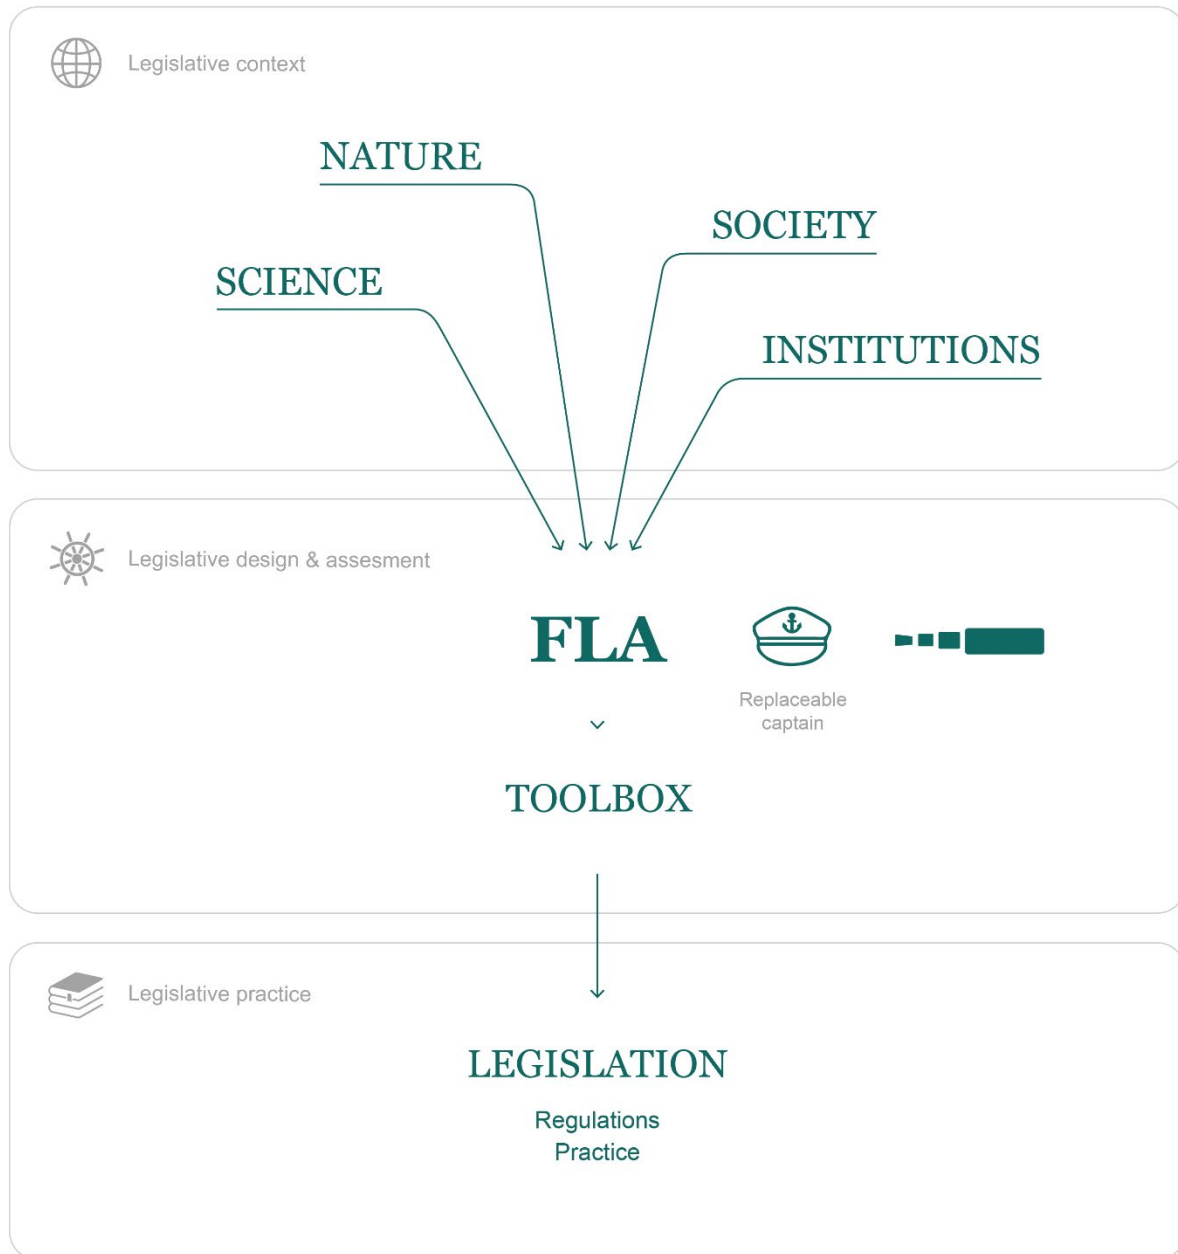 Legislative context
NATURE
SOCIETY
SCIENCE
INSTITUTIONS
Legislative design & assesment
FLA
Replaceable
captain
TOOLBOX
Legislative practice
LEGISLATION
Regulations
Practice